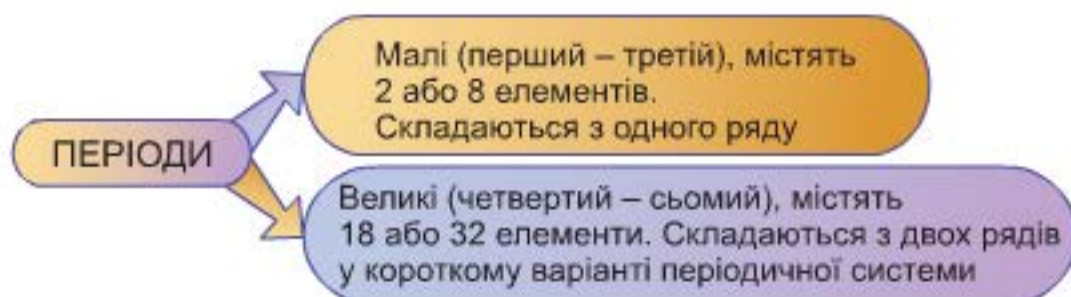 ПЕРІОДИ
Малі (перший – третій), містять
2 або 8 елементів.
Складаються з одного ряду
Великі (четвертий – сьомий), містять
18 або 32 елементи. Складаються з двох рядів
у короткому варіанті періодичної системи